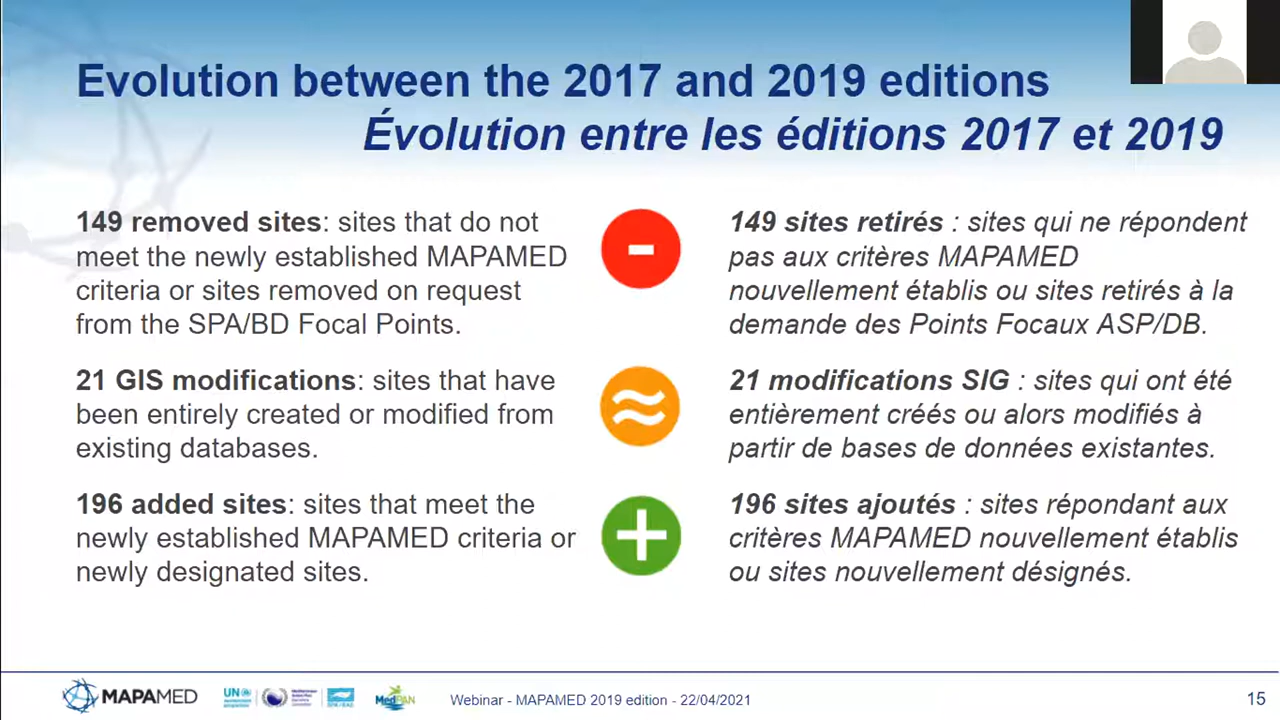 Evolution between the 2017 and 2019 editions
Évolution entre les éditions 2017 et 2019
149 removed sites: sites that do not
meet the newly established MAPAMED
criteria or sites removed on request
from the SPA/BD Focal Points.
149 sites retirés : sites qui ne répondent
pas aux critères MAPAMED
nouvellement établis ou sites retirés à la
demande des Points Focaux ASP/DB.
21 GIS modifications: sites that have
been entirely created or modified from
existing databases.
21 modifications SIG : sites qui ont été
entièrement créés ou alors modifiés à
partir de bases de données existantes.
196 added sites: sites that meet the
newly established MAPAMED criteria or
newly designated sites.
196 sites ajoutés : sites répondant aux
critères MAPAMED nouvellement établis
ou sites nouvellement désignés.
MAPAMED
UN
MedPAN
Webinar - MAPAMED 2019 edition - 22/04/2021
15